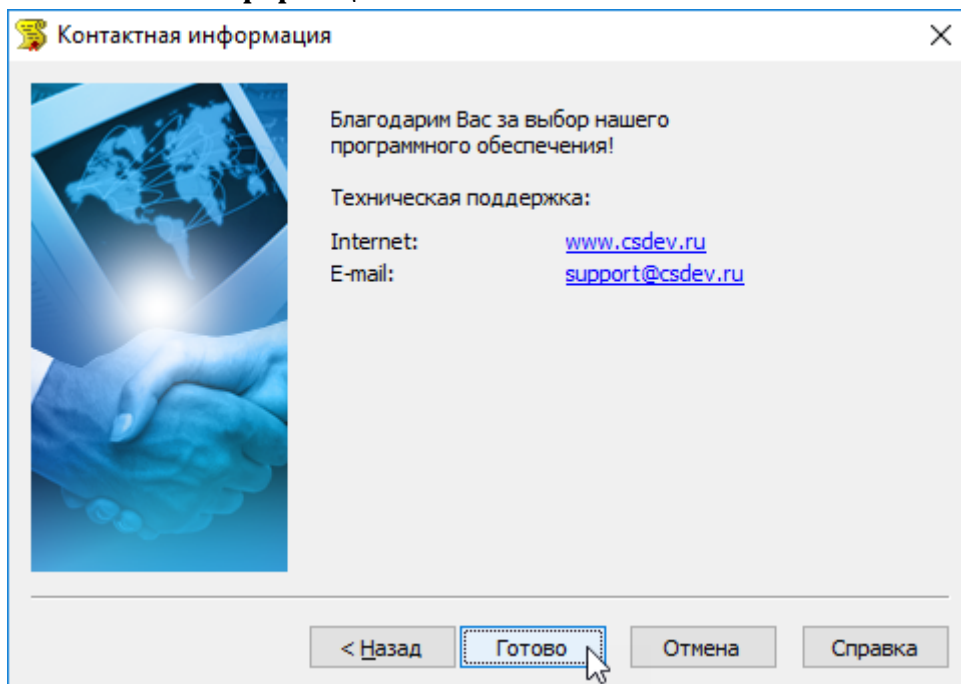 Контактная информация
Благодарим Вас за выбор нашего
программного обеспечения!
Техническая поддержка:
Internet: www.csdev.ru
E-mail: support@csdev.ru
< Назад Готово Отмена Справка